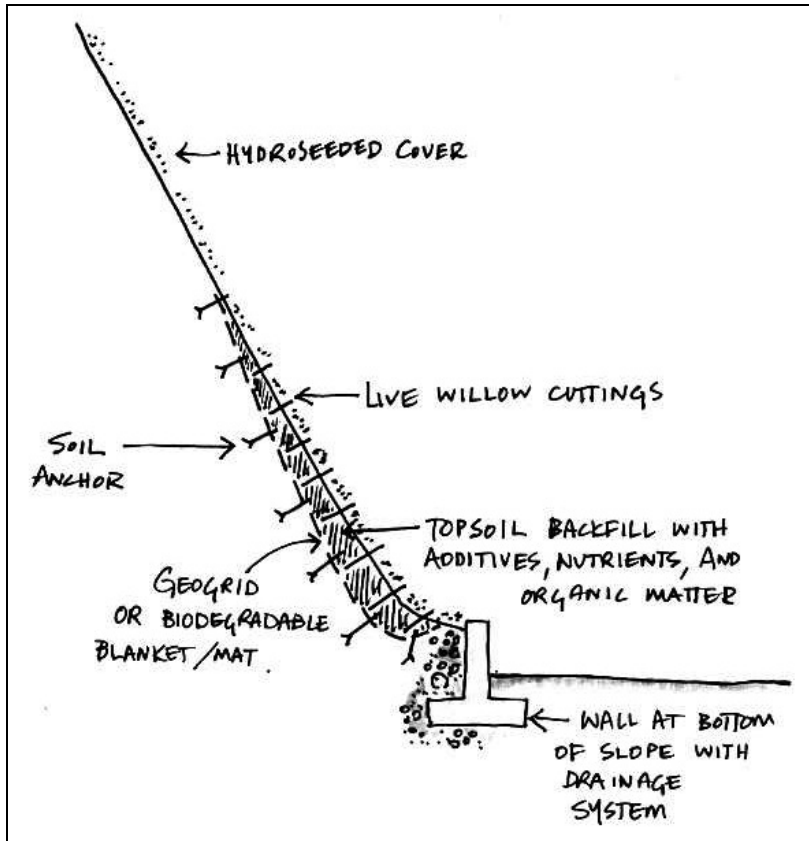 HYDROSEEDED COVER
LIVE WILLOW CUTTINGS
SOIL
ANCHOR
TOPSOIL BACKFILL WITH
ADDITIVES, NUTRIENTS, AND
ORGANIC MATTER
GEOGRID
OR BIODEGRADABLE
BLANKET/MAT.
WALL AT BOTTOM
OF SLOPE WITH
DRAINAGE
SYSTEM